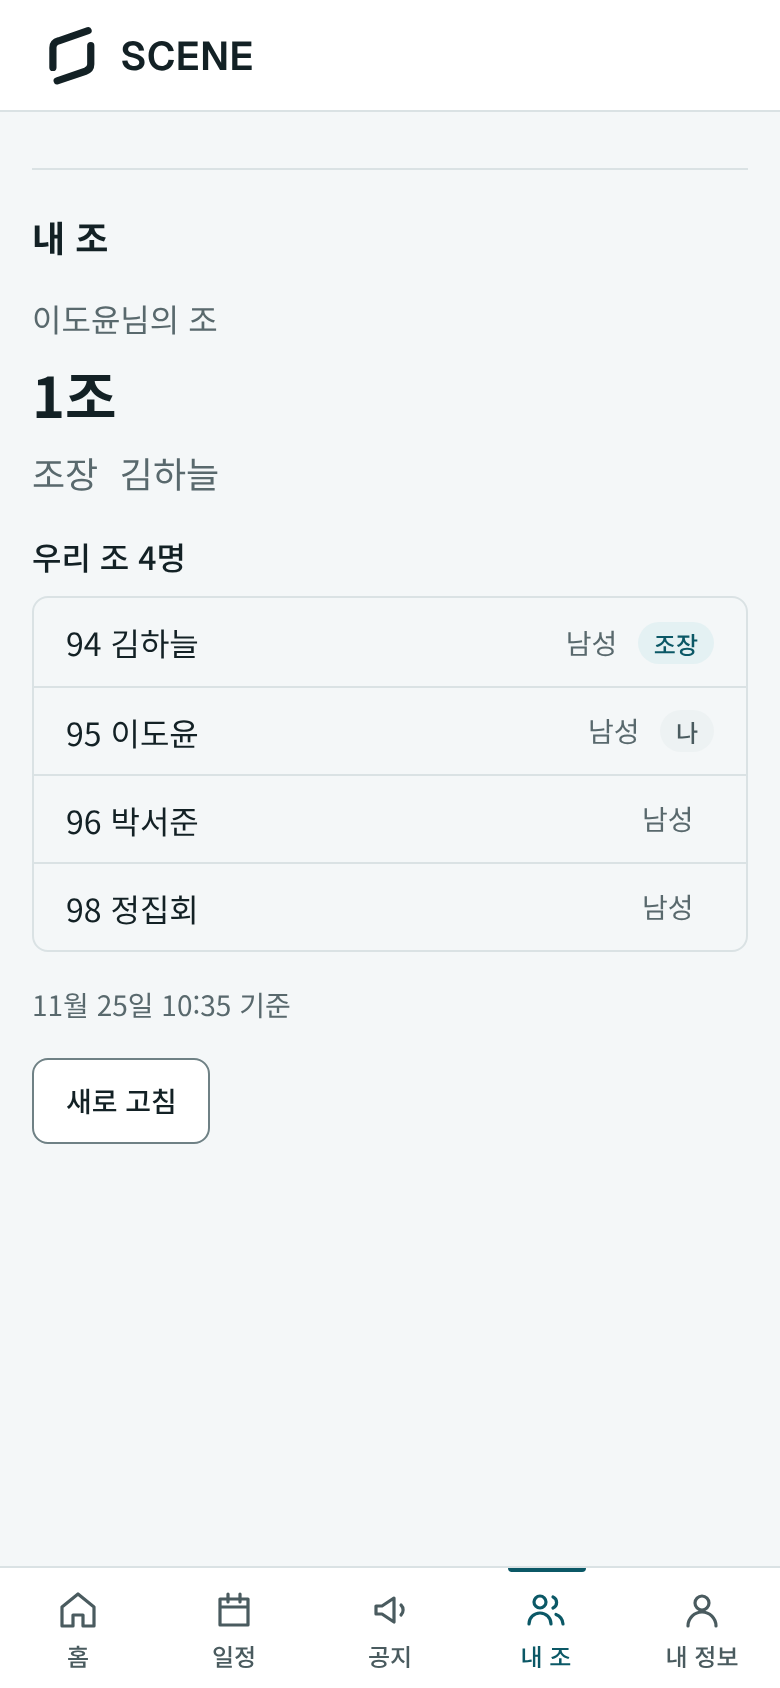 SCENE
내 조
이도윤님의 조
1조
조장 김하늘
우리 조 4명
94 김하늘 남성 조장
95 이도윤 남성 나
96 박서준 남성
98 정집회 남성
11월 25일 10:35 기준
새로 고침
홈 일정 공지 내 조 내 정보